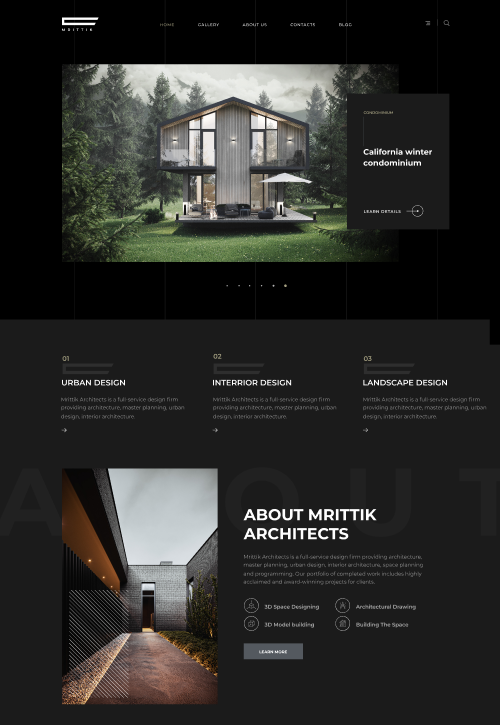 MRITTIK
HOME GALLERY ABOUT US CONTACTS BLOG
CONDOMINIUM
California winter
condominium
LEARN DETAILS
01
URBAN DESIGN
Mrittik Architects is a full-service design firm
providing architecture, master planning, urban
design, interior architecture.
02
INTERRIOR DESIGN
Mrittik Architects is a full-service design firm
providing architecture, master planning, urban
design, interior architecture.
03
LANDSCAPE DESIGN
Mrittik Architects is a full-service design firm
providing architecture, master planning, urban
design, interior architecture.
ABOUT
ABOUT MRITTIK
ARCHITECTS
Mrittik Architects is a full-service design firm providing architecture,
master planning, urban design, interior architecture, space planning
and programming. Our portfolio of completed work includes highly
acclaimed and award-winning projects for clients.
3D Space Designing Architectural Drawing
3D Model building Building The Space
LEARN MORE